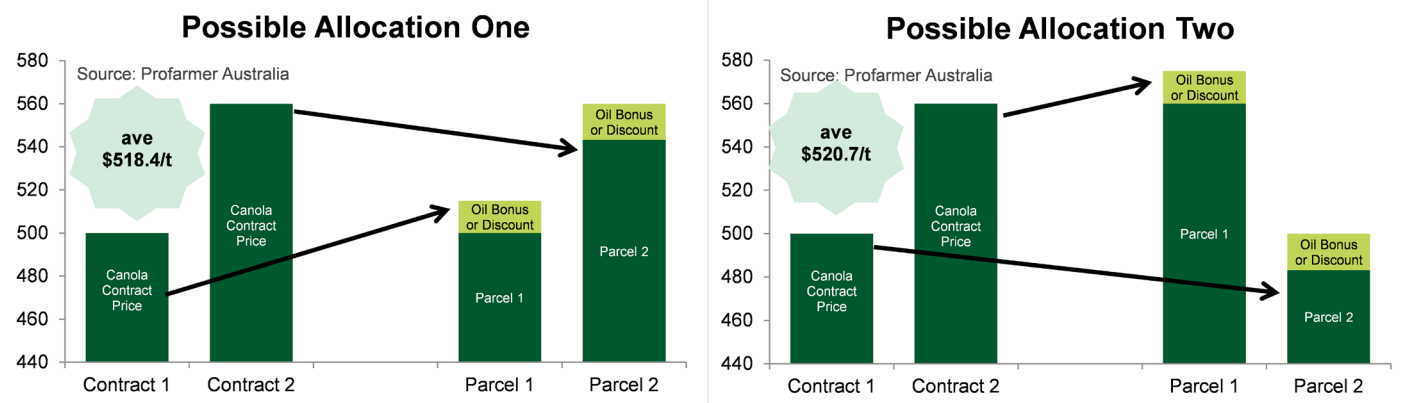 Possible Allocation One
580
560
540
520
500
480
460
440
Source: Profarmer Australia
ave
$518.4/t
Canola
Contract
Price
Canola
Contract
Price
Oil Bonus
or Discount
Parcel 1
Oil Bonus
or Discount
Parcel 2
Contract 1
Contract 2
Parcel 1
Parcel 2
Possible Allocation Two
580
560
540
520
500
480
460
440
Source: Profarmer Australia
ave
$520.7/t
Canola
Contract
Price
Canola
Contract
Price
Oil Bonus
or Discount
Parcel 1
Oil Bonus
or Discount
Parcel 2
Contract 1
Contract 2
Parcel 1
Parcel 2